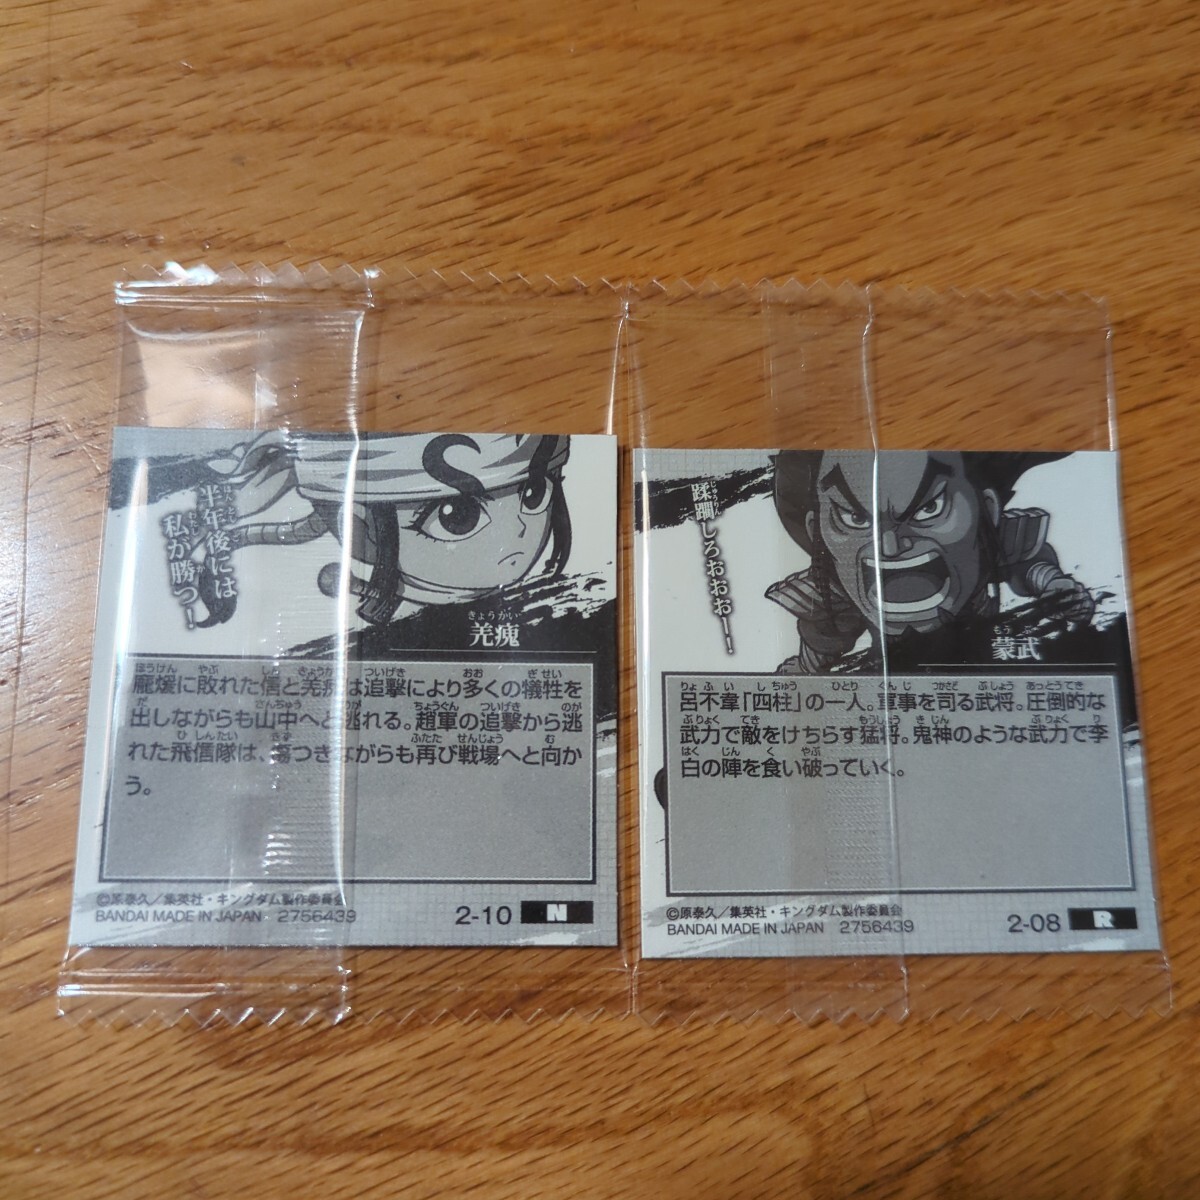 半年後には
私が勝つ！
きょうかい
羌瘣
龐煖に敗れた信と羌瘣は追撃により多くの犠牲を
出しながらも山中へと逃れる。趙軍の追撃から逃
れた飛信隊は、傷つきながらも再び戦場へと向か
う。
©原泰久／集英社・キングダム製作委員会
BANDAI MADE IN JAPAN 2756439
2-10 N
蹂躙しろおおぉー！
もうぶ
蒙武
呂不韋「四柱」の一人。軍事を司る武将。圧倒的な
武力で敵をけちらす猛将。鬼神のような武力で李
白の陣を食い破っていく。
©原泰久／集英社・キングダム製作委員会
BANDAI MADE IN JAPAN 2756439
2-08 R